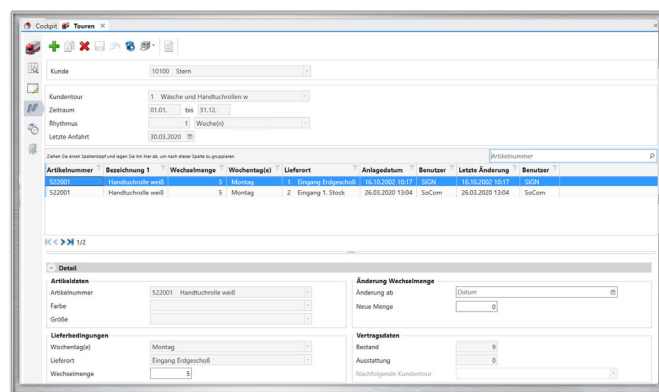 Cockpit Touren
Kunde 10100 Stern
Kundentour 1 Wäsche und Handtuchrollen w
Zeitraum 01.01. bis 31.12.
Rhythmus 1 Woche(n)
Letzte Anfahrt 30.03.2020
Ziehen Sie einen Spaltenkopf und legen Sie ihn hier ab, um nach dieser Spalte zu gruppieren Artikelnummer
Artikelnummer Bezeichnung 1 Wechselmenge Wochentag(e) Lieferort Anlagedatum Benutzer Letzte Änderung Benutzer
S22001 Handtuchrolle weiß 5 Montag 1 Eingang Erdgeschoß 16.10.2002 10:17 SIGN 16.10.2002 10:17 SIGN
S22001 Handtuchrolle weiß 5 Montag 2 Eingang 1. Stock 26.03.2020 13:04 SoCom 26.03.2020 13:04 SoCom
1/2
Detail
Artikeldaten Änderung Wechselmenge
Artikelnummer S22001 Handtuchrolle weiß Änderung ab Datum
Farbe Neue Menge 0
Größe
Lieferbedingungen Vertragsdaten
Wochentag(e) Montag Bestand 9
Lieferort Eingang Erdgeschoß Ausstattung 0
Wechselmenge 5 Nachfolgende Kundentour